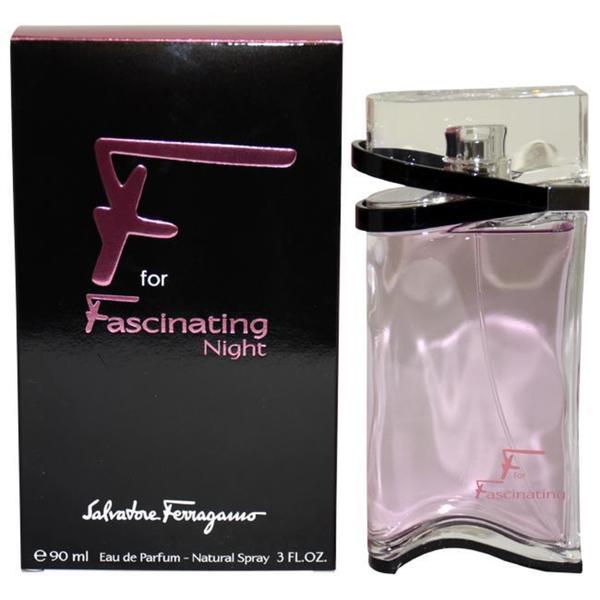 F
for
Fascinating
Night
Salvatore Ferragamo
e 90 ml Eau de Parfum - Natural Spray 3 FL.OZ.
F
for
Fascinating